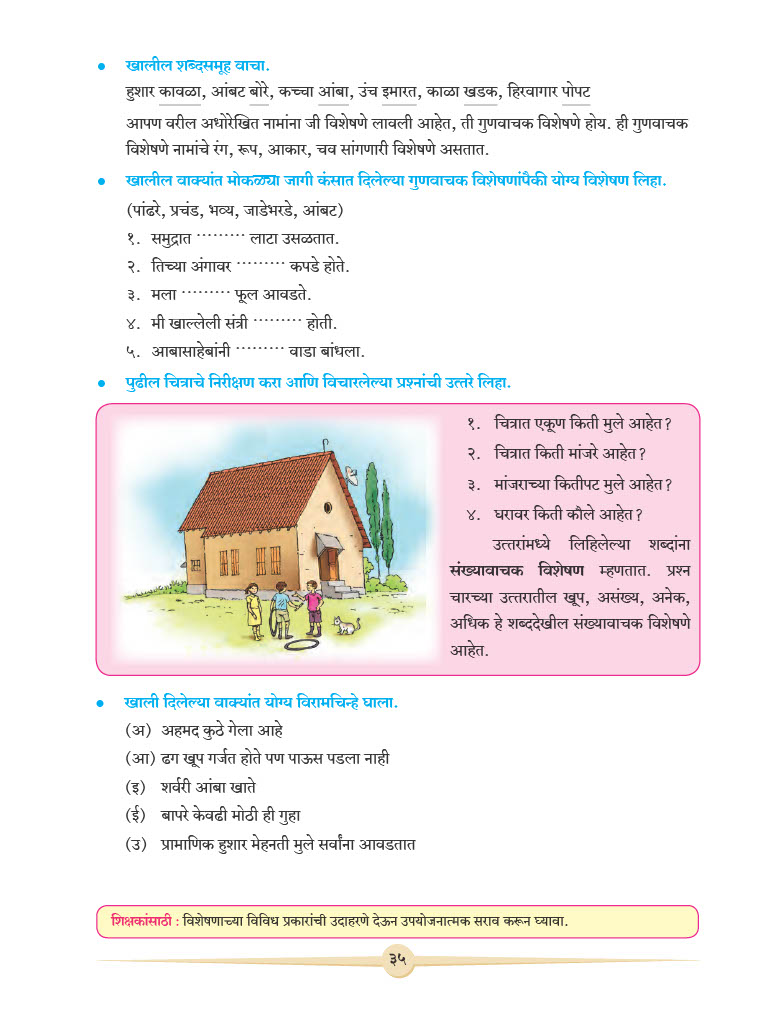 • खालील शब्दसमूह वाचा.
हुशार कावळा, आंबट बोरे, कच्चा आंबा, उंच इमारत, काळा खडक, हिरवागार पोपट
आपण वरील अधोरेखित नामांना जी विशेषणे लावली आहेत, ती गुणवाचक विशेषणे होय. ही गुणवाचक
विशेषणे नामांचे रंग, रूप, आकार, चव सांगणारी विशेषणे असतात.
• खालील वाक्यांत मोकळ्या जागी कंसात दिलेल्या गुणवाचक विशेषणांपैकी योग्य विशेषण लिहा.
(पांढरे, प्रचंड, भव्य, जाडेभरडे, आंबट)
१. समुद्रात ......... लाटा उसळतात.
२. तिच्या अंगावर ......... कपडे होते.
३. मला ......... फूल आवडते.
४. मी खाल्लेली संत्री ......... होती.
५. आबासाहेबांनी ......... वाडा बांधला.
• पुढील चित्राचे निरीक्षण करा आणि विचारलेल्या प्रश्नांची उत्तरे लिहा.
१. चित्रात एकूण किती मुले आहेत?
२. चित्रात किती मांजरे आहेत?
३. मांजराच्या कितीपट मुले आहेत?
४. घरावर किती कौले आहेत?
उत्तरांमध्ये लिहिलेल्या शब्दांना
संख्यावाचक विशेषण म्हणतात. प्रश्न
चारच्या उत्तरातील खूप, असंख्य, अनेक,
अधिक हे शब्ददेखील संख्यावाचक विशेषणे
आहेत.
• खाली दिलेल्या वाक्यांत योग्य विरामचिन्हे घाला.
(अ) अहमद कुठे गेला आहे
(आ) ढग खूप गर्जत होते पण पाऊस पडला नाही
(इ) शर्वरी आंबा खाते
(ई) बापरे केवढी मोठी ही गुहा
(उ) प्रामाणिक हुशार मेहनती मुले सर्वांना आवडतात
शिक्षकांसाठी : विशेषणाच्या विविध प्रकारांची उदाहरणे देऊन उपयोजनात्मक सराव करून घ्यावा.
३५